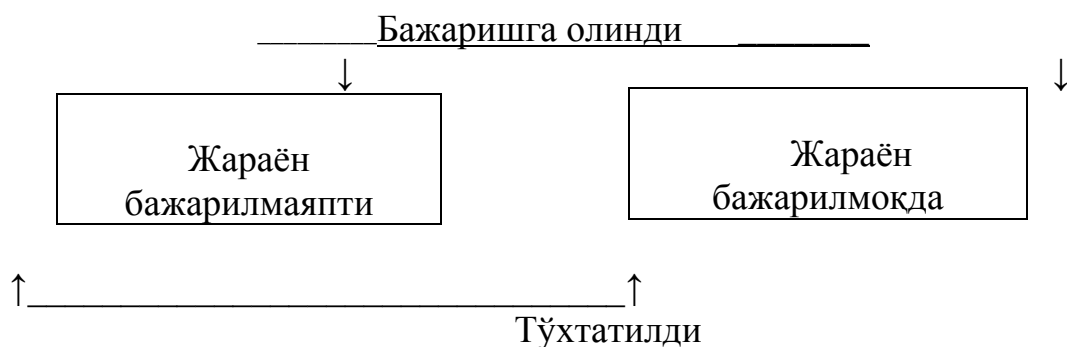 Бажаришга олинди
Жараён
бажарилмаяпти
Жараён
бажарилмоқда
Тўхтатилди